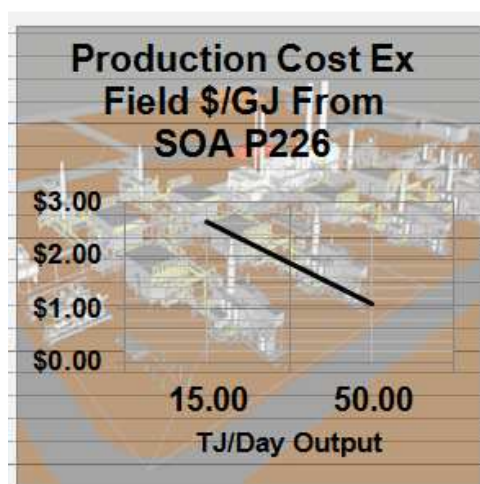 Production Cost Ex
Field $/GJ From
SOA P226
$3.00
$2.00
$1.00
$0.00
15.00 50.00
TJ/Day Output